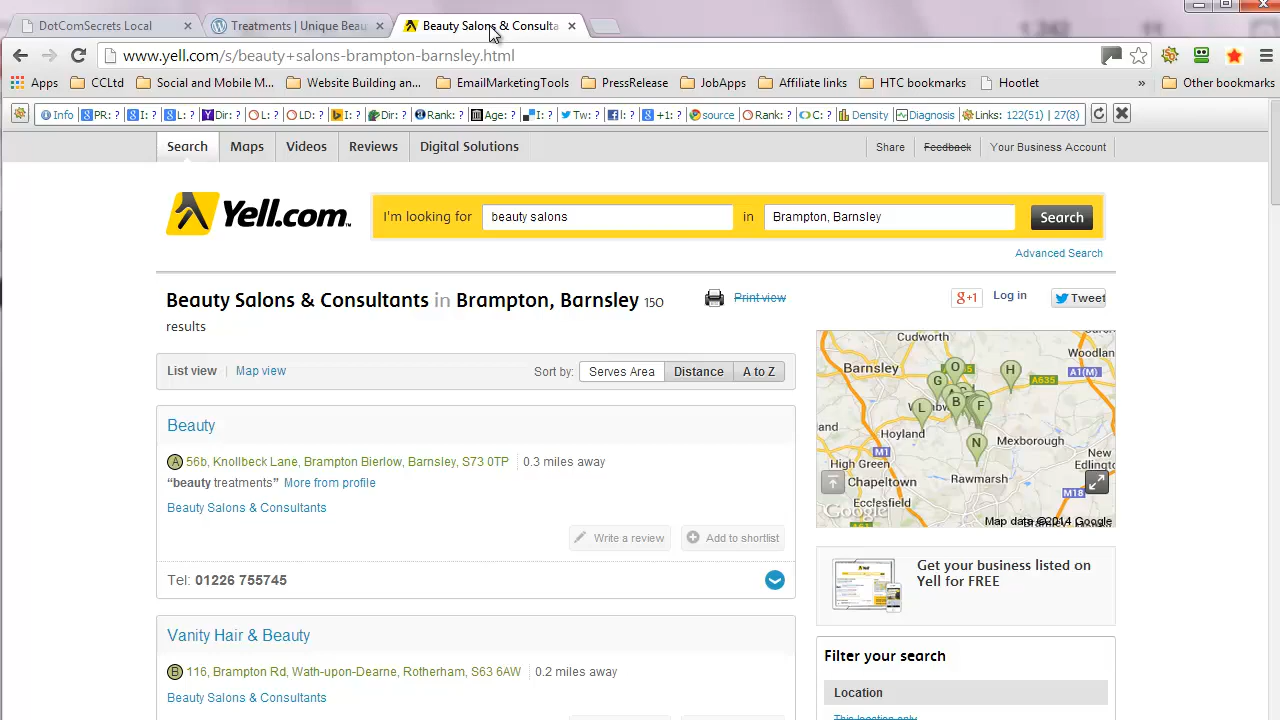 DotComSecrets Local
Treatments | Unique Beau
Beauty Salons & Consulta
www.yell.com/s/beauty+salons-brampton-barnsley.html
Apps CCLtd Social and Mobile M... Website Building an... EmailMarketingTools PressRelease JobApps Affiliate links HTC bookmarks Hootlet » Other bookmarks
Info PR: ? I: ? L: ? Dir: ? L: ? LD: ? I: ? Dir: ? Rank: ? Age: ? I: ? Tw: ? I: ? +1: ? source Rank: ? C: ? Density Diagnosis Links: 122(51) | 27(8)
Search Maps Videos Reviews Digital Solutions Share Feedback Your Business Account
Yell.com
I'm looking for beauty salons in Brampton, Barnsley Search
Advanced Search
Beauty Salons & Consultants in Brampton, Barnsley 150
results
Print view
g+1 Log in Tweet
List view | Map view Sort by: Serves Area Distance A to Z
Beauty
A 56b, Knollbeck Lane, Brampton Bierlow, Barnsley, S73 0TP 0.3 miles away
“beauty treatments” More from profile
Beauty Salons & Consultants
Write a review Add to shortlist
Tel: 01226 755745
Vanity Hair & Beauty
B 116, Brampton Rd, Wath-upon-Dearne, Rotherham, S63 6AW 0.2 miles away
Beauty Salons & Consultants
Cudworth
Woodlan
Barnsley
A1(M)
O
H
G
A635
B
F
L
Hoyland
N
Mexborough
M1
High Green
New
Edlingto
Chapeltown
Rawmarsh
M18
Ecclesfield
Google
Map data ©2014 Google
Get your business listed on
Yell for FREE
Filter your search
Location
This location only